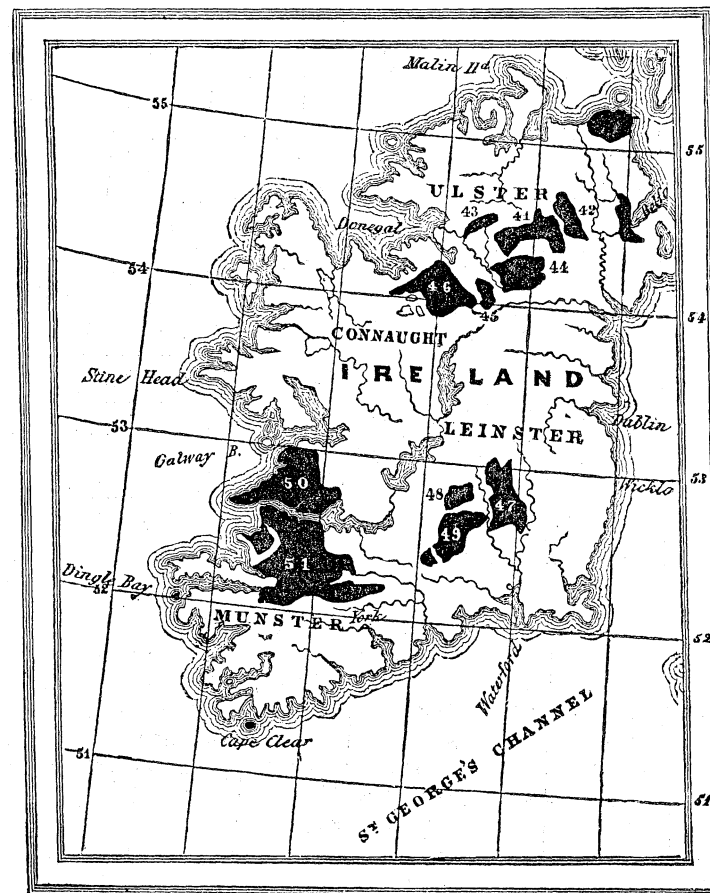 Malin Hd.
55
55
ULSTER
43
41
42
Donegal
44
54
46
45
54
CONNAUGHT
IRELAND
Stine Head
Dublin
53
LEINSTER
Galway B.
53
Wicklo
50
48
47
49
51
Dingle Bay
52
MUNSTER
York
52
Waterford
Cape Clear
51
ST GEORGE'S CHANNEL
51